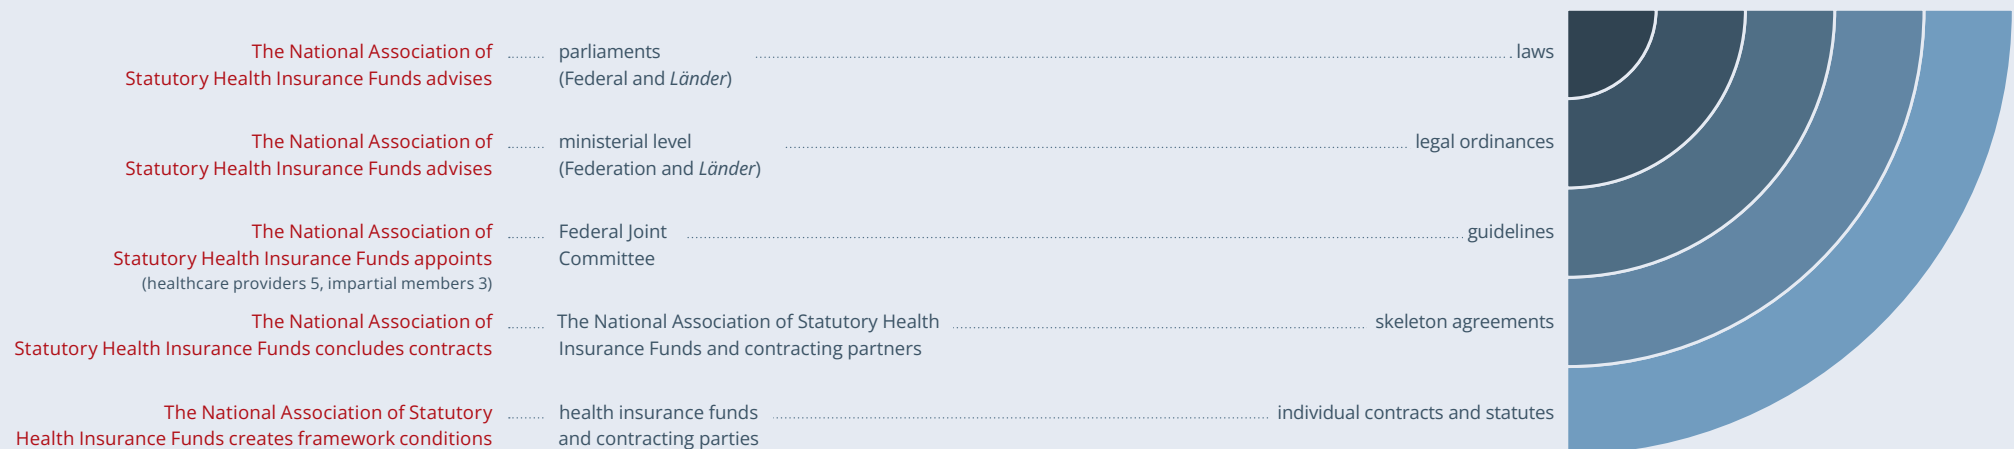 The National Association of ........ parliaments ........ laws
Statutory Health Insurance Funds advises (Federal and Länder)
The National Association of ........ ministerial level ........ legal ordinances
Statutory Health Insurance Funds advises (Federation and Länder)
The National Association of ........ Federal Joint ........ guidelines
Statutory Health Insurance Funds appoints Committee
(healthcare providers 5, impartial members 3)
The National Association of ........ The National Association of Statutory Health ........ skeleton agreements
Statutory Health Insurance Funds concludes contracts Insurance Funds and contracting partners
The National Association of Statutory ........ health insurance funds ........ individual contracts and statutes
Health Insurance Funds creates framework conditions and contracting parties